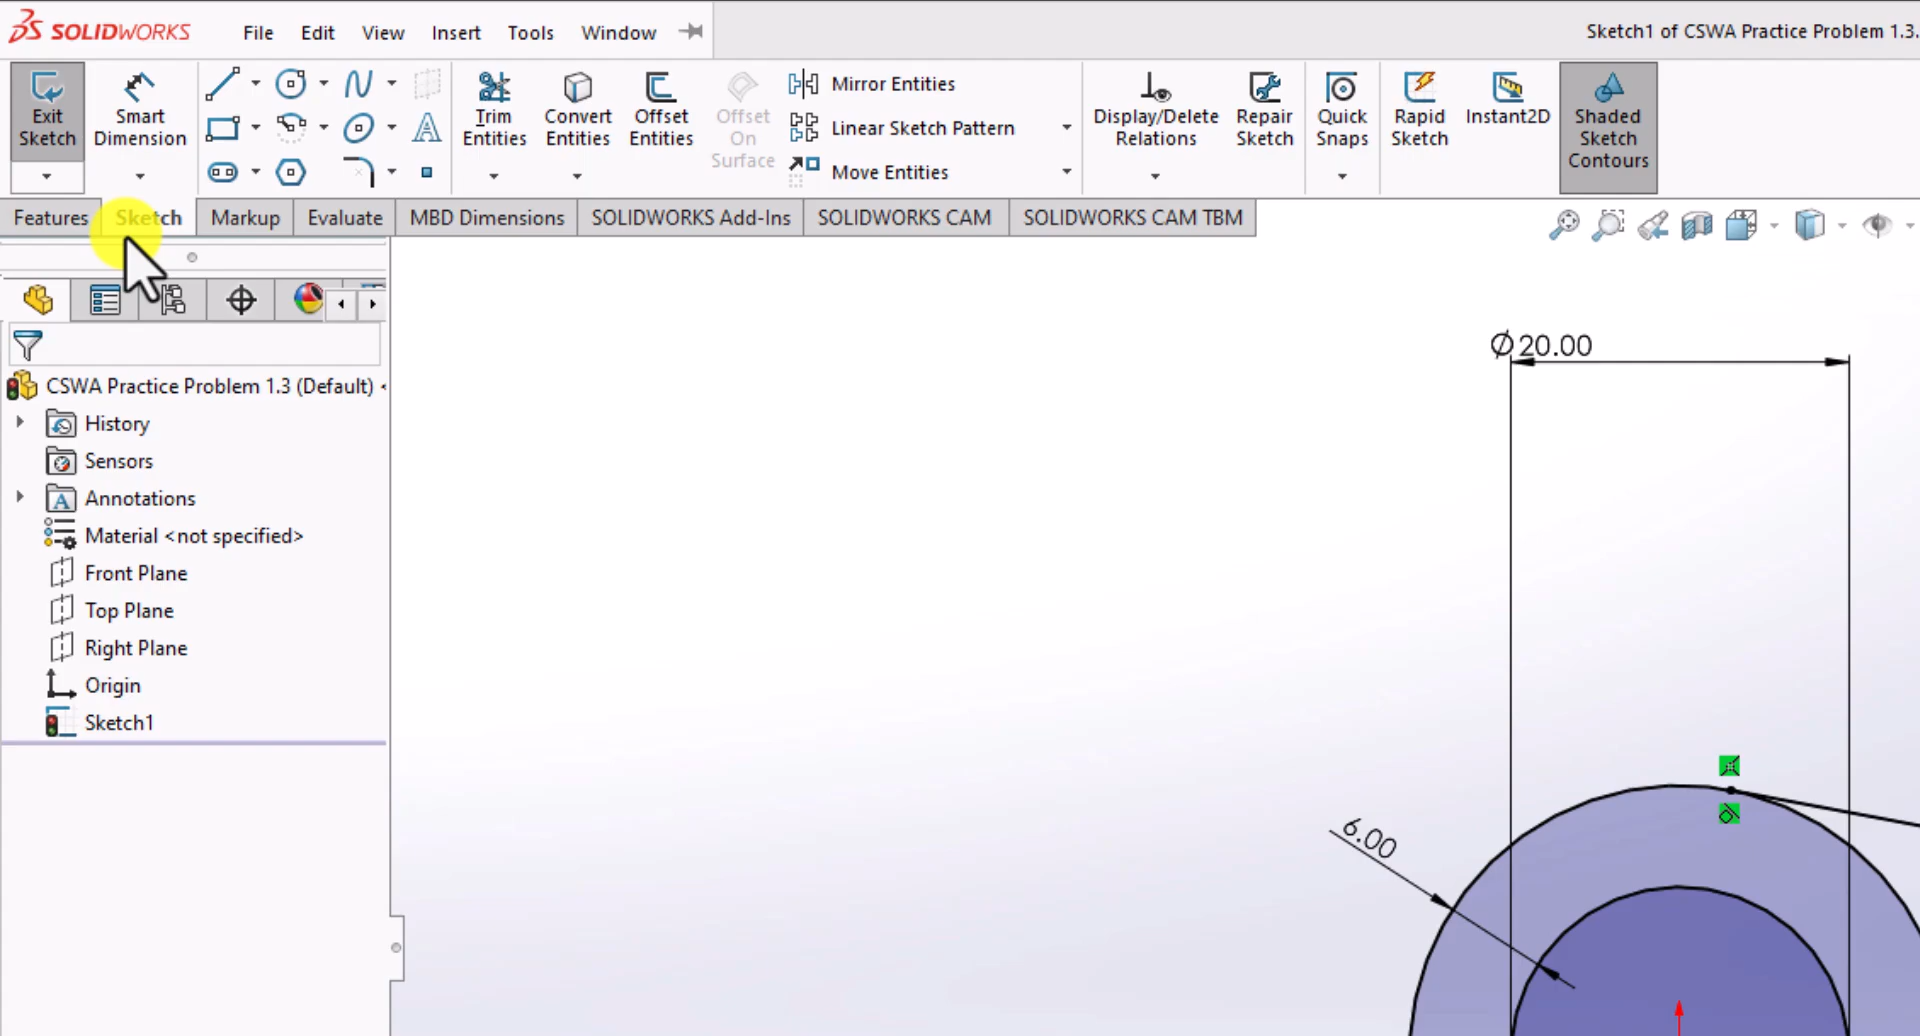 SOLIDWORKS File Edit View Insert Tools Window Sketch1 of CSWA Practice Problem 1.3.
Exit Sketch
Smart Dimension
Trim Entities
Convert Entities
Offset Entities
Offset On Surface
Mirror Entities
Linear Sketch Pattern
Move Entities
Display/Delete Relations
Repair Sketch
Quick Snaps
Rapid Sketch
Instant2D
Shaded Sketch Contours
Features Sketch Markup Evaluate MBD Dimensions SOLIDWORKS Add-Ins SOLIDWORKS CAM SOLIDWORKS CAM TBM
CSWA Practice Problem 1.3 (Default) <
History
Sensors
Annotations
Material <not specified>
Front Plane
Top Plane
Right Plane
Origin
Sketch1
∅20.00
6.00